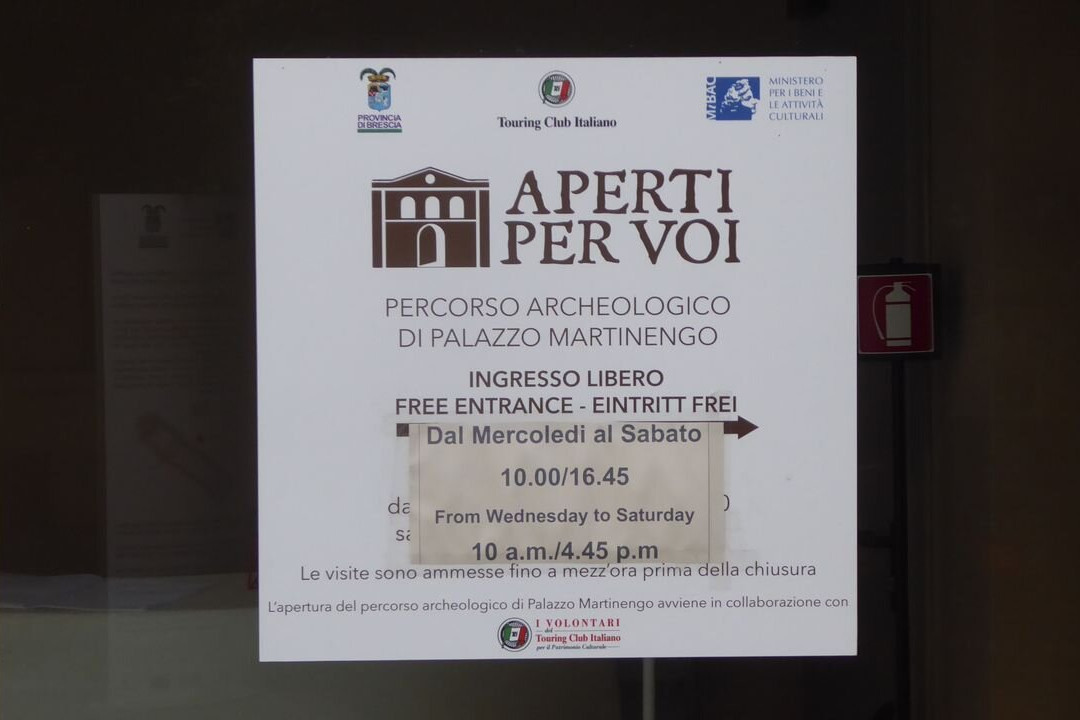 PROVINCIA
DI BRESCIA
Touring Club Italiano
MiBAC
MINISTERO
PER I BENI E
LE ATTIVITÀ
CULTURALI
APERTI
PER VOI
PERCORSO ARCHEOLOGICO
DI PALAZZO MARTINENGO
INGRESSO LIBERO
FREE ENTRANCE - EINTRITT FREI
Dal Mercoledi al Sabato
10.00/16.45
From Wednesday to Saturday
10 a.m./4.45 p.m
Le visite sono ammesse fino a mezz'ora prima della chiusura
L'apertura del percorso archeologico di Palazzo Martinengo avviene in collaborazione con
I VOLONTARI
del
Touring Club Italiano
per il Patrimonio Culturale